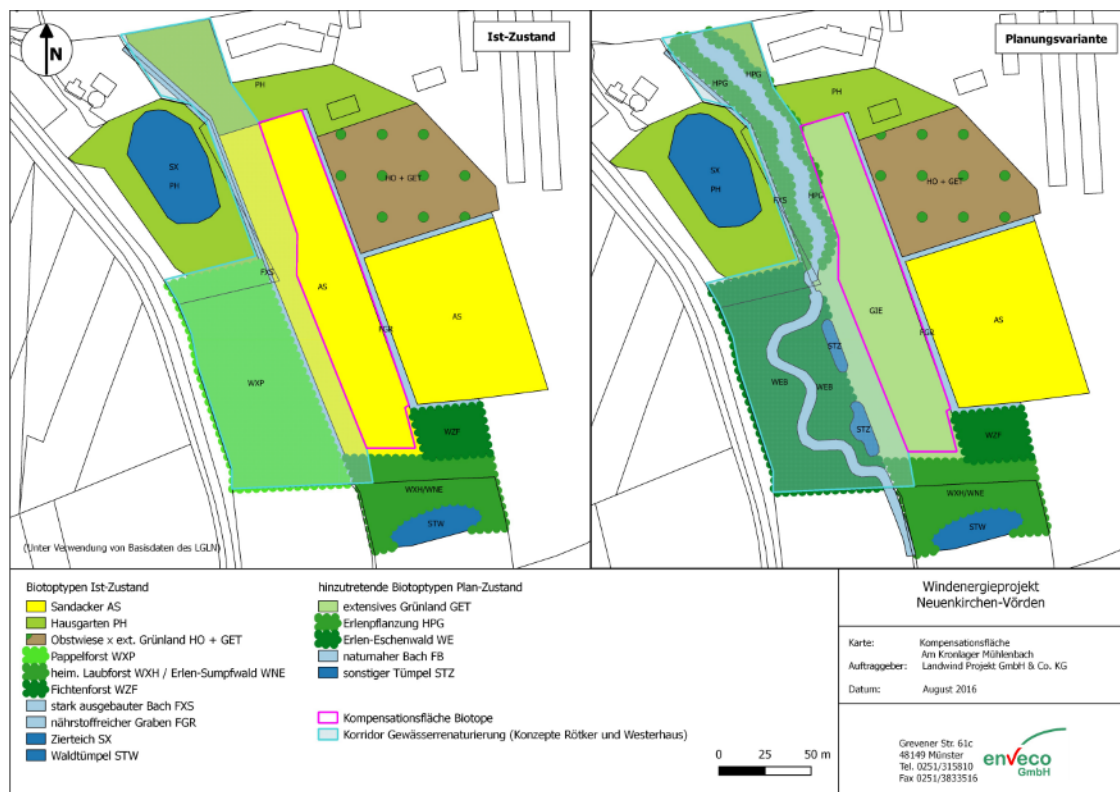 N
Ist-Zustand
PH
SX
PH
HO + GET
FXS
AS
FGR
AS
WXP
WZF
WXH/WNE
STW
(Unter Verwendung von Basisdaten des LGLN)
Planungsvariante
HPG
HPG
PH
SX
PH
HO + GET
FXS
HPG
GIE
FGR
AS
STZ
WEB
WEB
STZ
WZF
WXH/WNE
STW
Biotoptypen Ist-Zustand
Sandacker AS
Hausgarten PH
Obstwiese x ext. Grünland HO + GET
Pappelforst WXP
heim. Laubforst WXH / Erlen-Sumpfwald WNE
Fichtenforst WZF
stark ausgebauter Bach FXS
nährstoffreicher Graben FGR
Zierteich SX
Waldtümpel STW
hinzutretende Biotoptypen Plan-Zustand
extensives Grünland GET
Erlenpflanzung HPG
Erlen-Eschenwald WE
naturnaher Bach FB
sonstiger Tümpel STZ
Kompensationsfläche Biotope
Korridor Gewässerrenaturierung (Konzepte Rötker und Westerhaus)
0 25 50 m
Windenergieprojekt
Neuenkirchen-Vörden
Karte: Kompensationsfläche
Am Kronlager Mühlenbach
Auftraggeber: Landwind Projekt GmbH & Co. KG
Datum: August 2016
Grevener Str. 61c
48149 Münster
Tel. 0251/315810
Fax 0251/3833516
enveco
GmbH